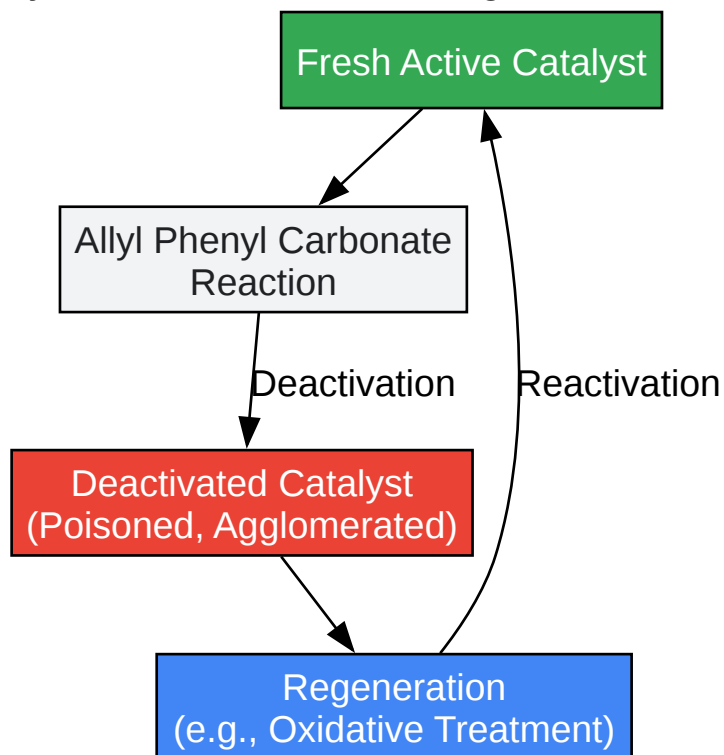 Fresh Active Catalyst
Allyl Phenyl Carbonate
Reaction
Deactivation
Reactivation
Deactivated Catalyst
(Poisoned, Agglomerated)
Regeneration
(e.g., Oxidative Treatment)